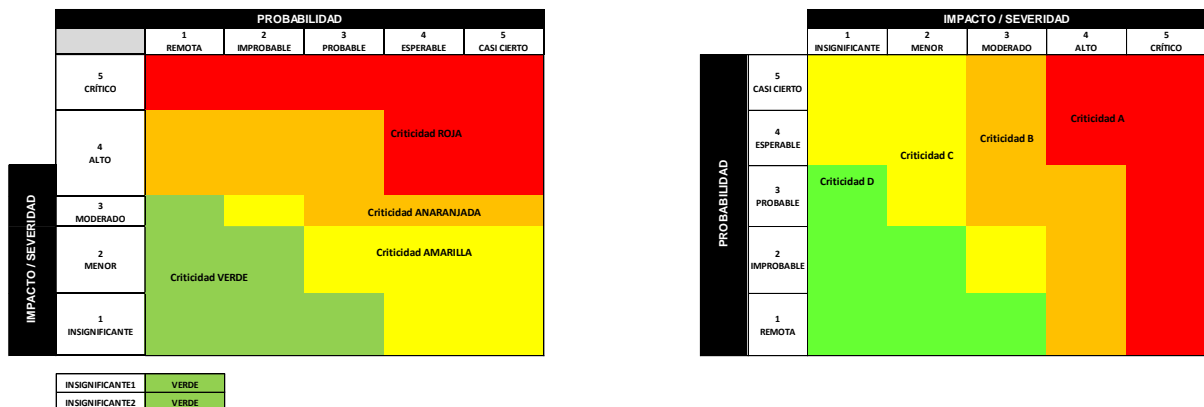 PROBABILIDAD
1 2 3 4 5
REMOTA IMPROBABLE PROBABLE ESPERABLE CASI CIERTO
IMPACTO / SEVERIDAD
5
CRÍTICO
4
ALTO
3
MODERADO
2
MENOR
1
INSIGNIFICANTE
Criticidad ROJA
Criticidad ANARANJADA
Criticidad AMARILLA
Criticidad VERDE
INSIGNIFICANTE1 VERDE
INSIGNIFICANTE2 VERDE
IMPACTO / SEVERIDAD
1 2 3 4 5
INSIGNIFICANTE MENOR MODERADO ALTO CRÍTICO
PROBABILIDAD
5
CASI CIERTO
4
ESPERABLE
3
PROBABLE
2
IMPROBABLE
1
REMOTA
Criticidad A
Criticidad B
Criticidad C
Criticidad D